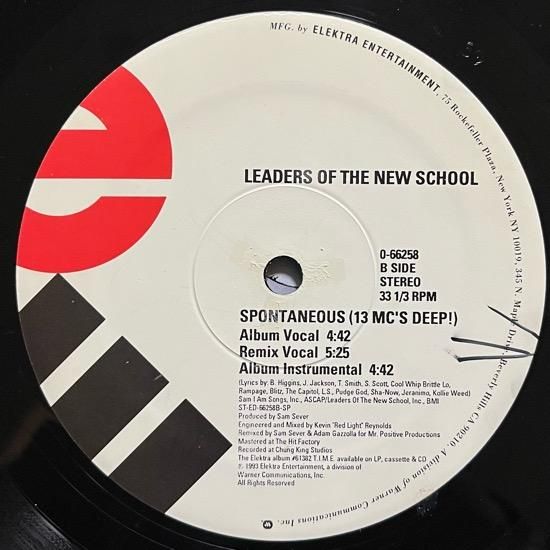 MFG. by ELEKTRA ENTERTAINMENT, 75 Rockefeller Plaza, New York NY 10019, 345 N. Maple Drive, Beverly Hills CA 90210. A division of Warner Communications Inc.
e
LEADERS OF THE NEW SCHOOL
0-66258
B SIDE
STEREO
33 1/3 RPM
SPONTANEOUS (13 MC'S DEEP!)
Album Vocal 4:42
Remix Vocal 5:25
Album Instrumental 4:42
(Lyrics by: B. Higgins, J. Jackson, T. Smith, S. Scott, Cool Whip Brittle Lo,
Rampage, Blitz, The Capitol, L.S., Pudge God, Sha-Now, Jeranimo, Kollie Weed)
Sam I Am Songs, Inc., ASCAP/Leaders Of The New School, Inc., BMI
ST-ED-66258B-SP
Produced by Sam Sever
Engineered and Mixed by Kevin "Red Light" Reynolds
Remixed by Sam Sever & Adam Gazzolla for Mr. Positive Productions
Mastered at The Hit Factory
Recorded at Chung King Studios
The Elektra album #61382 T.I.M.E. available on LP, cassette & CD
℗ 1993 Elektra Entertainment, a division of
Warner Communications, Inc.
All Rights Reserved